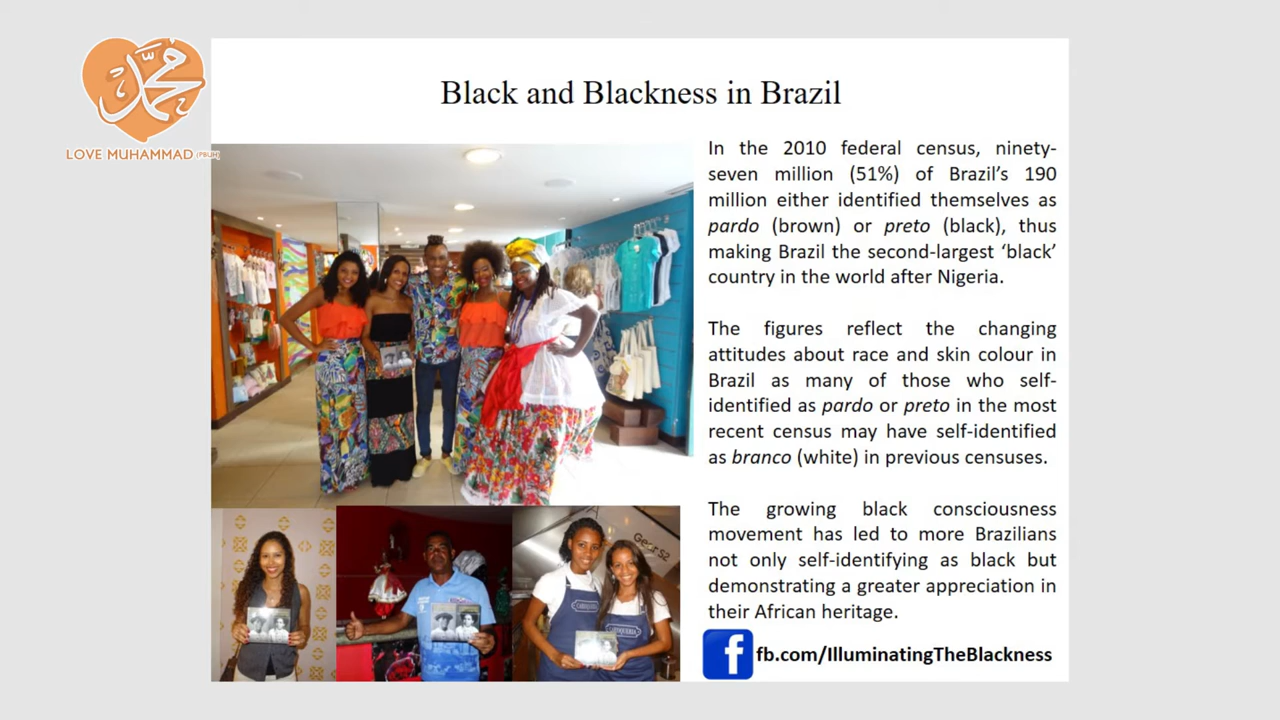 Black and Blackness in Brazil
محمد
LOVE MUHAMMAD (PBUH)
In the 2010 federal census, ninety-
seven million (51%) of Brazil's 190
million either identified themselves as
pardo (brown) or preto (black), thus
making Brazil the second-largest 'black'
country in the world after Nigeria.
The figures reflect the changing
attitudes about race and skin colour in
Brazil as many of those who self-
identified as pardo or preto in the most
recent census may have self-identified
as branco (white) in previous censuses.
The growing black consciousness
movement has led to more Brazilians
not only self-identifying as black but
demonstrating a greater appreciation in
their African heritage.
fb.com/IlluminatingTheBlackness
Gear S2